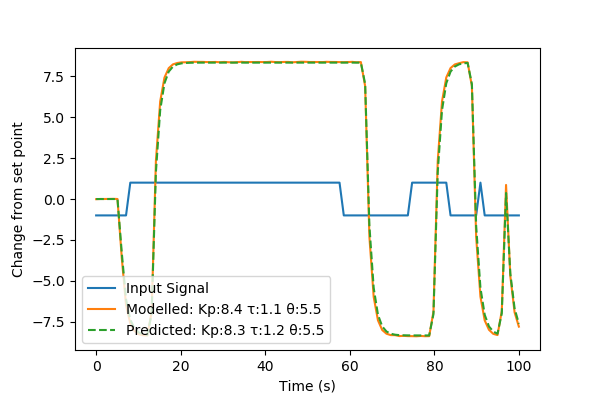 Change from set point
7.5
5.0
2.5
0.0
−2.5
−5.0
−7.5
Input Signal
Modelled: Kp:8.4 τ:1.1 θ:5.5
Predicted: Kp:8.3 τ:1.2 θ:5.5
0
20
40
60
80
100
Time (s)